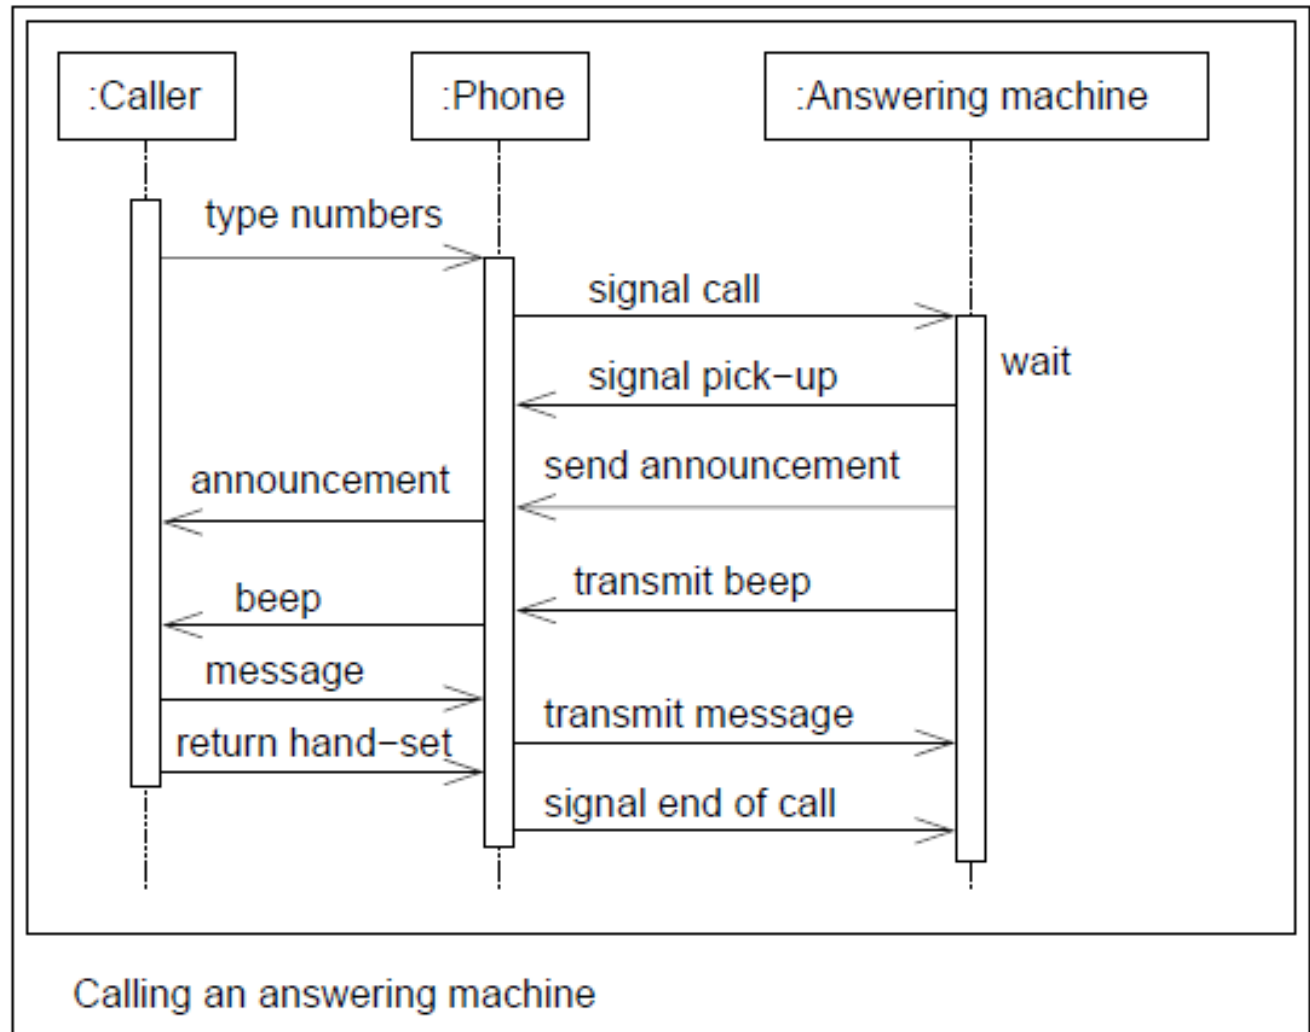 :Caller
:Phone
:Answering machine
type numbers
signal call
wait
signal pick−up
send announcement
announcement
transmit beep
beep
message
transmit message
return hand−set
signal end of call
Calling an answering machine